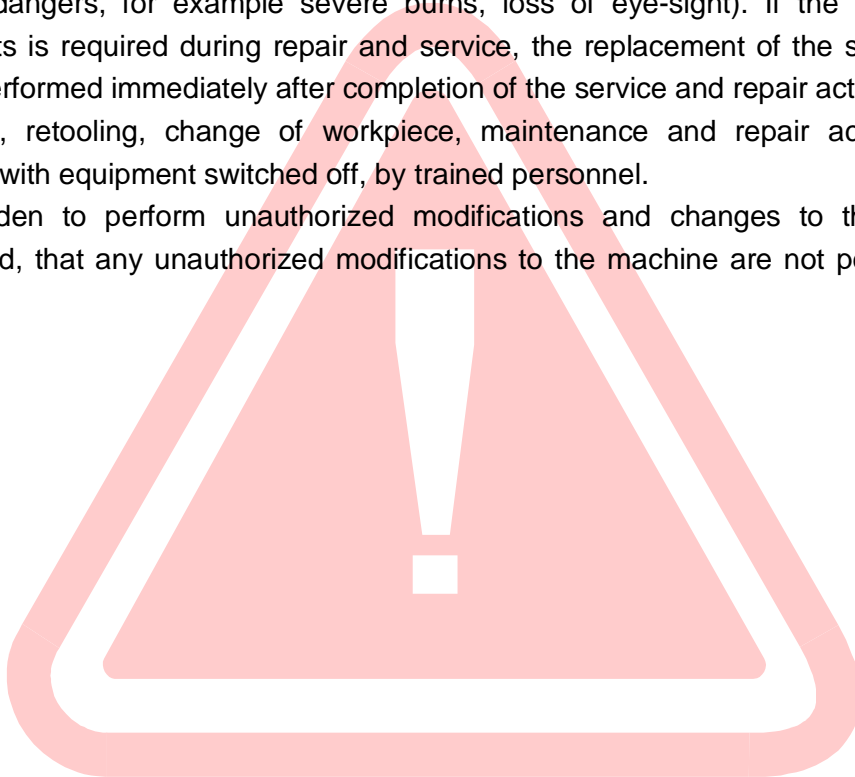 dangers, for example severe burns, loss of eye-sight). If the
ts is required during repair and service, the replacement of the s
erformed immediately after completion of the service and repair act
, retooling, change of workpiece, maintenance and repair ac
with equipment switched off, by trained personnel.
den to perform unauthorized modifications and changes to th
d, that any unauthorized modifications to the machine are not pe